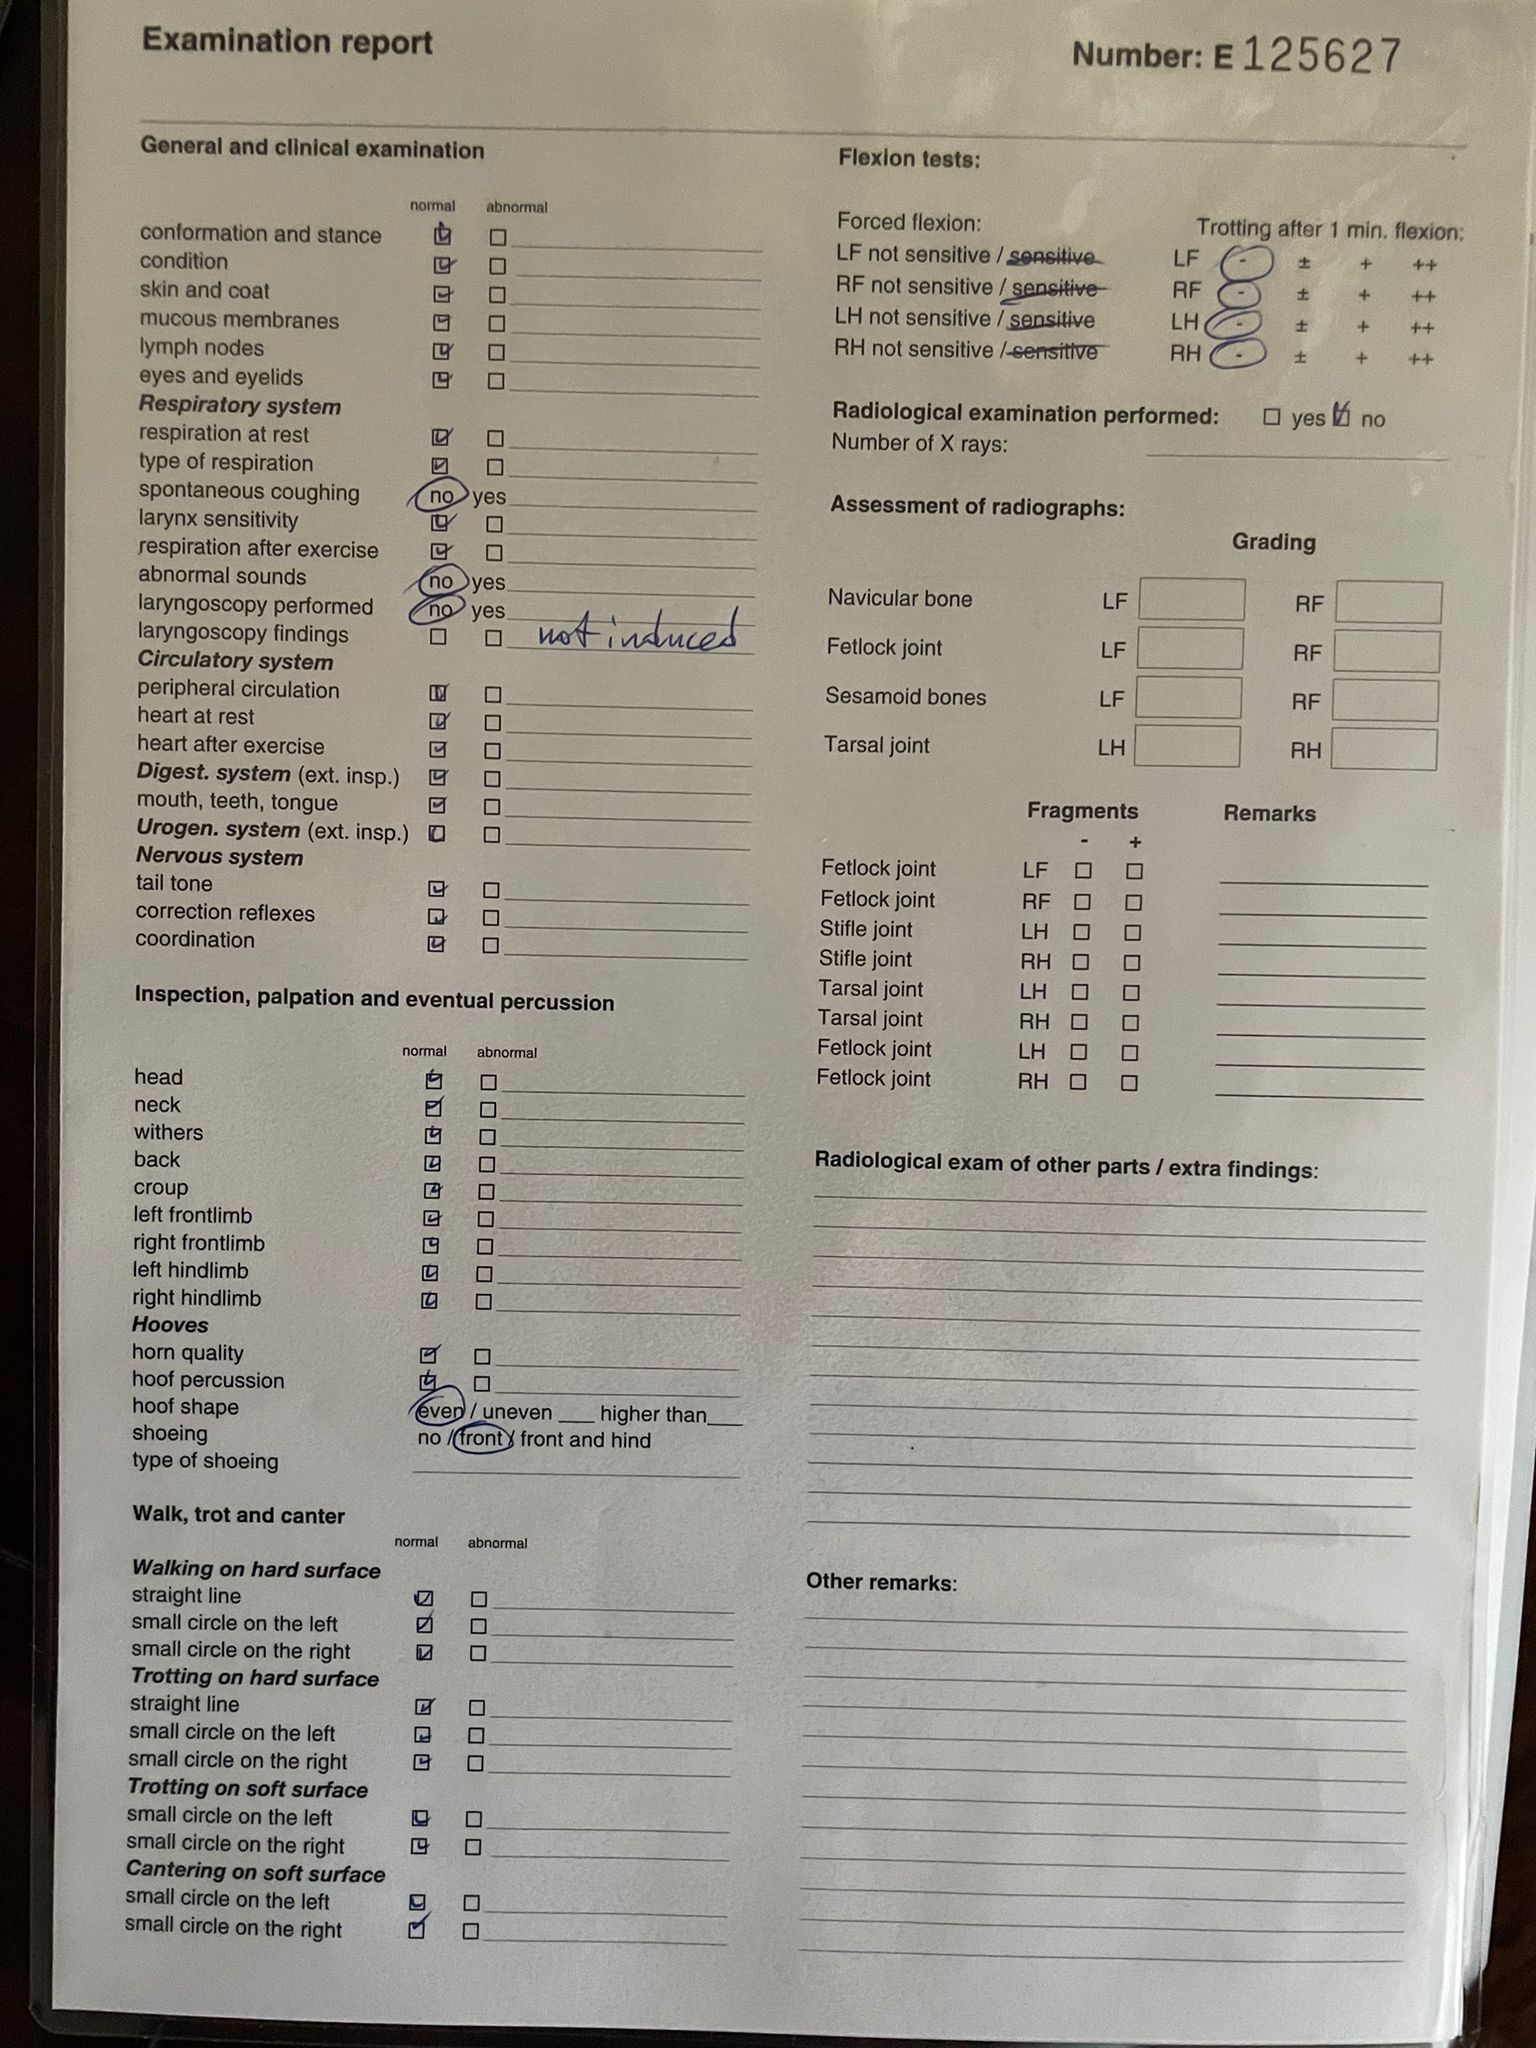 Examination report
Number: E 125627
General and clinical examination
normal abnormal
conformation and stance
condition
skin and coat
mucous membranes
lymph nodes
eyes and eyelids
Respiratory system
respiration at rest
type of respiration
spontaneous coughing no yes
larynx sensitivity
respiration after exercise
abnormal sounds no yes
laryngoscopy performed no yes
laryngoscopy findings not induced
Circulatory system
peripheral circulation
heart at rest
heart after exercise
Digest. system (ext. insp.)
mouth, teeth, tongue
Urogen. system (ext. insp.)
Nervous system
tail tone
correction reflexes
coordination
Inspection, palpation and eventual percussion
normal abnormal
head
neck
withers
back
croup
left frontlimb
right frontlimb
left hindlimb
right hindlimb
Hooves
horn quality
hoof percussion
hoof shape even / uneven ___ higher than___
shoeing no / front / front and hind
type of shoeing
Walk, trot and canter
normal abnormal
Walking on hard surface
straight line
small circle on the left
small circle on the right
Trotting on hard surface
straight line
small circle on the left
small circle on the right
Trotting on soft surface
small circle on the left
small circle on the right
Cantering on soft surface
small circle on the left
small circle on the right
Flexion tests:
Forced flexion: Trotting after 1 min. flexion:
LF not sensitive / sensitive LF - ± + ++
RF not sensitive / sensitive RF - ± + ++
LH not sensitive / sensitive LH - ± + ++
RH not sensitive / sensitive RH - ± + ++
Radiological examination performed: yes no
Number of X rays:
Assessment of radiographs:
Grading
Navicular bone LF RF
Fetlock joint LF RF
Sesamoid bones LF RF
Tarsal joint LH RH
Fragments Remarks
- +
Fetlock joint LF
Fetlock joint RF
Stifle joint LH
Stifle joint RH
Tarsal joint LH
Tarsal joint RH
Fetlock joint LH
Fetlock joint RH
Radiological exam of other parts / extra findings:
Other remarks: